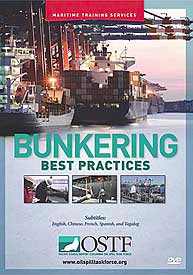 MARITIME TRAINING SERVICES
BUNKERING
BEST PRACTICES
Subtitles:
English, Chinese, French, Spanish, and Tagalog
OSTF
PACIFIC STATES/BRITISH COLUMBIA OIL SPILL TASK FORCE
www.oilspilltaskforce.org